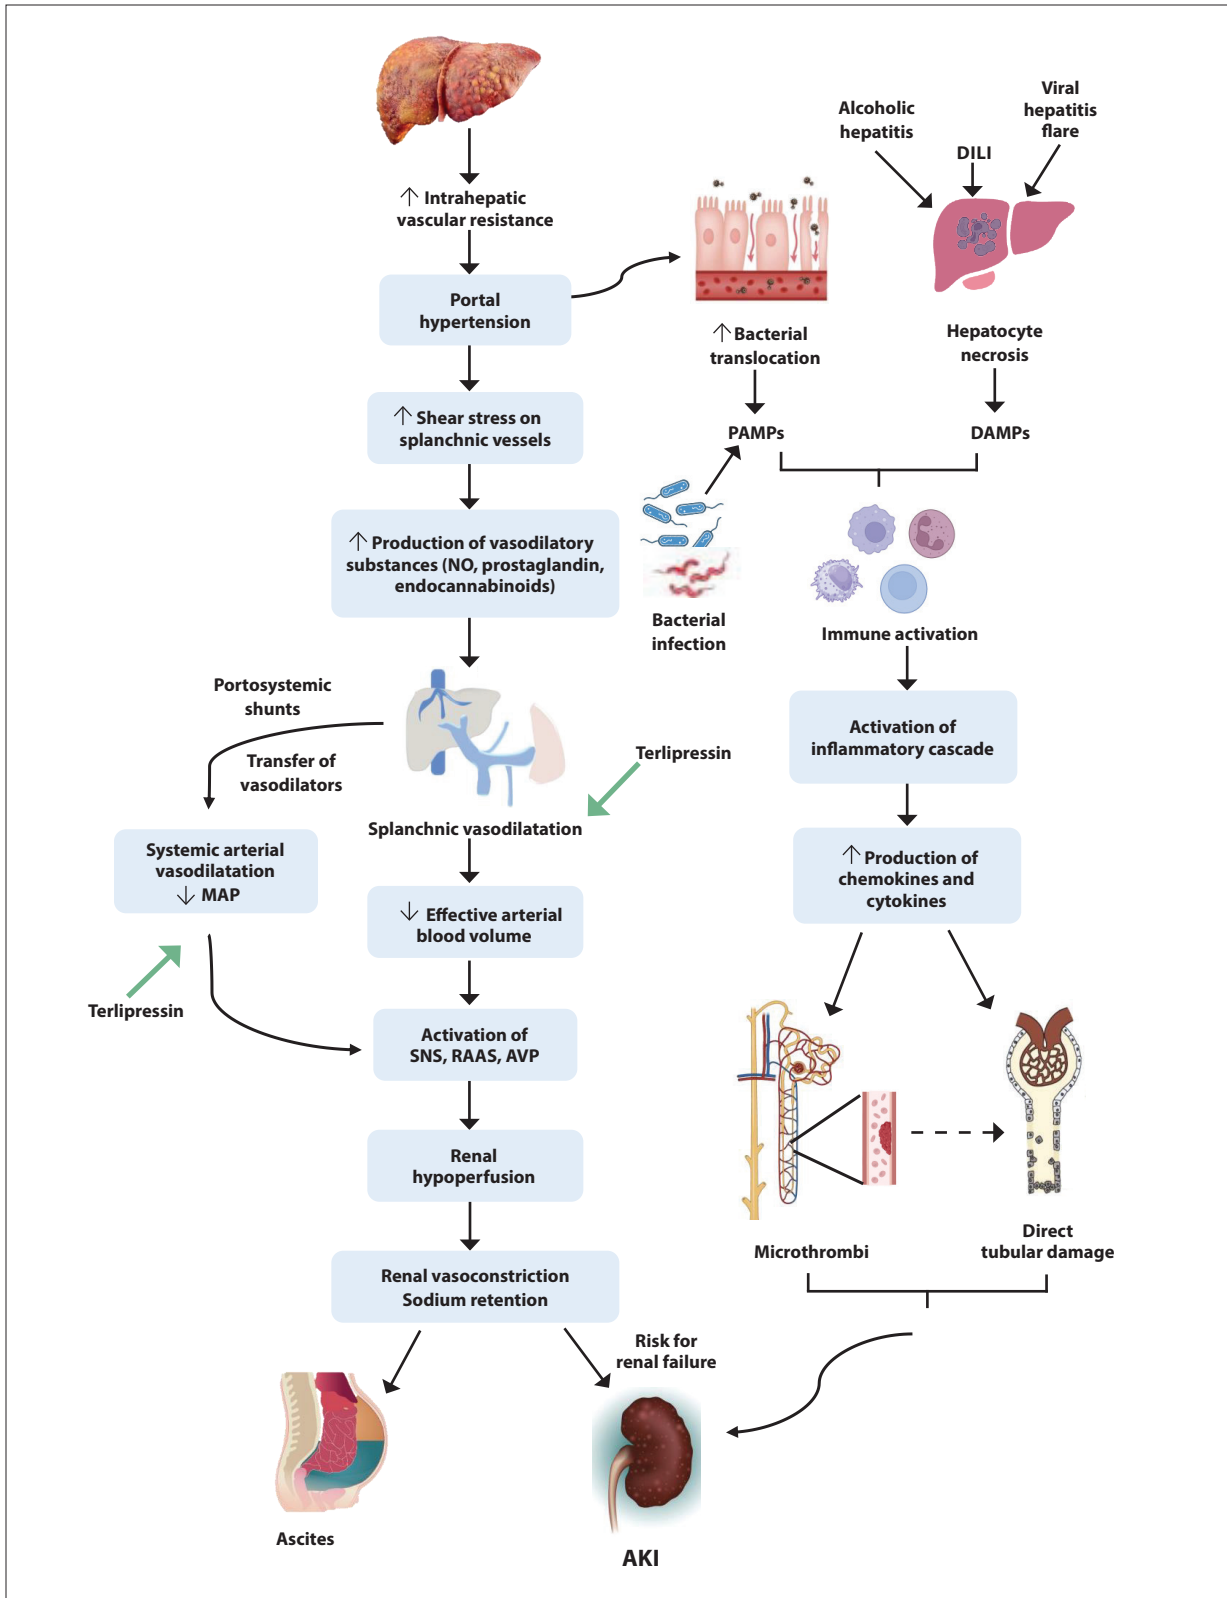 ↑ Intrahepatic
vascular resistance
Portal
hypertension
↑ Shear stress on
splanchnic vessels
↑ Production of vasodilatory
substances (NO, prostaglandin,
endocannabinoids)
Portosystemic
shunts
Transfer of
vasodilators
Terlipressin
Splanchnic vasodilatation
Systemic arterial
vasodilatation
↓ MAP
↓ Effective arterial
blood volume
Terlipressin
Activation of
SNS, RAAS, AVP
Renal
hypoperfusion
Renal vasoconstriction
Sodium retention
Ascites
Alcoholic
hepatitis
DILI
Viral
hepatitis
flare
↑ Bacterial
translocation
Hepatocyte
necrosis
PAMPs
DAMPs
Bacterial
infection
Immune activation
Activation of
inflammatory cascade
↑ Production of
chemokines and
cytokines
Microthrombi
Direct
tubular damage
Risk for
renal failure
AKI